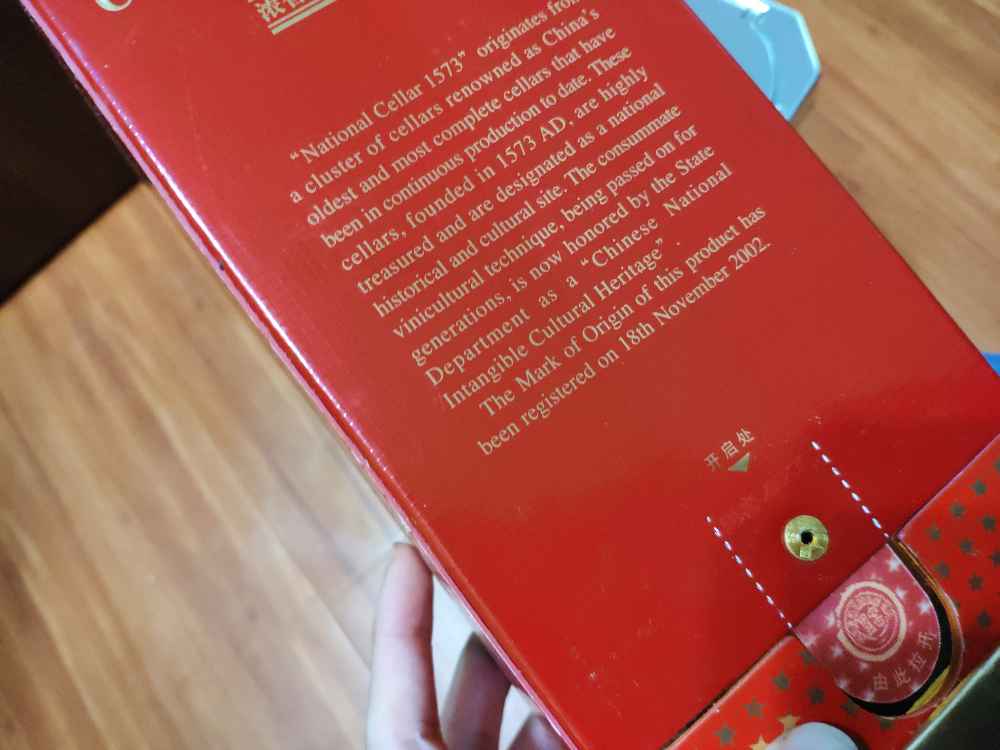 "National Cellar 1573" originates from
a cluster of cellars renowned as China's
oldest and most complete cellars that have
been in continuous production to date. These
cellars, founded in 1573 AD, are highly
treasured and are designated as a national
historical and cultural site. The consummate
vinicultural technique, being passed on for
generations, is now honored by the State
Department as a "Chinese National
Intangible Cultural Heritage".
The Mark of Origin of this product has
been registered on 18th November 2002.
开启处
由此拉开